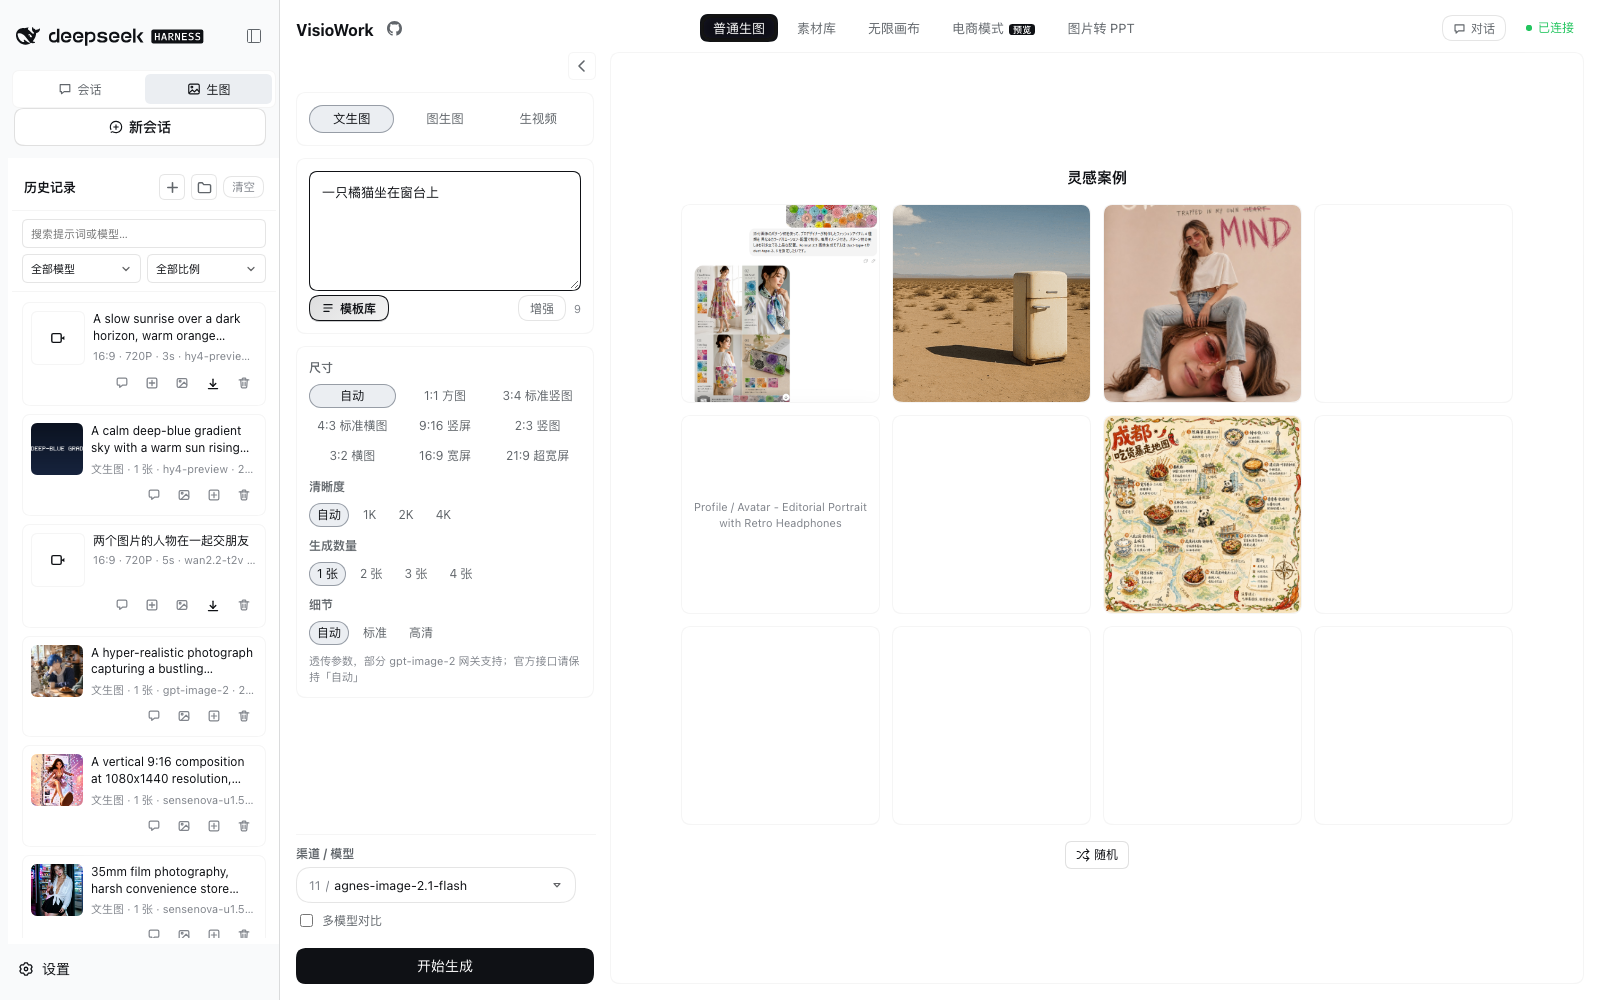 deepseek HARNESS
会话
生图
新会话
历史记录
清空
搜索提示词或模型...
全部模型
全部比例
A slow sunrise over a dark
horizon, warm orange...
16:9 · 720P · 3s · hy4-previe...
A calm deep-blue gradient
sky with a warm sun rising...
文生图 · 1 张 · hy4-preview · 2...
两个图片的人物在一起交朋友
16:9 · 720P · 5s · wan2.2-t2v ...
A hyper-realistic photograph
capturing a bustling...
文生图 · 1 张 · gpt-image-2 · 2...
A vertical 9:16 composition
at 1080x1440 resolution,...
文生图 · 1 张 · sensenova-u1.5...
35mm film photography,
harsh convenience store...
文生图 · 1 张 · sensenova-u1.5...
设置
VisioWork
普通生图
素材库
无限画布
电商模式 预览
图片转 PPT
对话
已连接
文生图
图生图
生视频
一只橘猫坐在窗台上
模板库
增强
9
尺寸
自动
1:1 方图
3:4 标准竖图
4:3 标准横图
9:16 竖屏
2:3 竖图
3:2 横图
16:9 宽屏
21:9 超宽屏
清晰度
自动
1K
2K
4K
生成数量
1 张
2 张
3 张
4 张
细节
自动
标准
高清
透传参数，部分 gpt-image-2 网关支持；官方接口请保
持「自动」
渠道 / 模型
11 / agnes-image-2.1-flash
多模型对比
开始生成
灵感案例
TRAPPED IN MY OWN
MIND
Profile / Avatar - Editorial Portrait
with Retro Headphones
成都
吃货暴走地图
随机